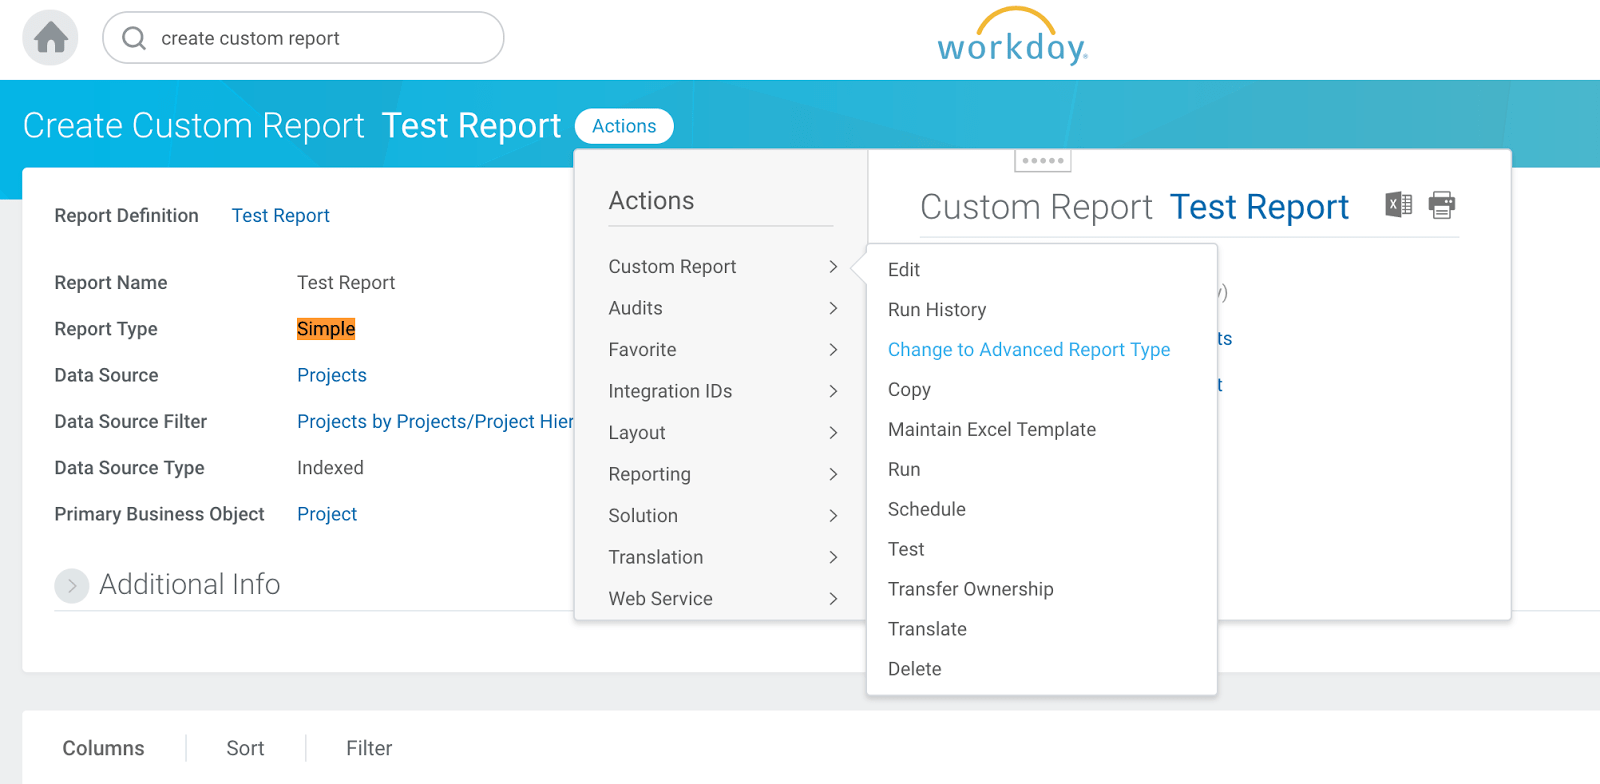 create custom report
workday.
Create Custom Report Test Report Actions
Report Definition Test Report
Report Name Test Report
Report Type Simple
Data Source Projects
Data Source Filter Projects by Projects/Project Hier
Data Source Type Indexed
Primary Business Object Project
Additional Info
Actions
Custom Report
Audits
Favorite
Integration IDs
Layout
Reporting
Solution
Translation
Web Service
Custom Report Test Report
y)
ts
t
Edit
Run History
Change to Advanced Report Type
Copy
Maintain Excel Template
Run
Schedule
Test
Transfer Ownership
Translate
Delete
Columns Sort Filter